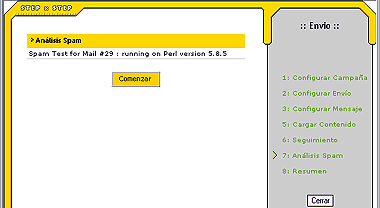 STEP x STEP
> Análisis Spam
Spam Test for Mail #29 : running on Perl version 5.8.5
Comenzar
:: Envio ::
1: Configurar Campaña
2: Configurar Envío
3: Configurar Mensaje
5: Cargar Contenido
6: Seguimiento
7: Análisis Spam
8: Resumen
Cerrar